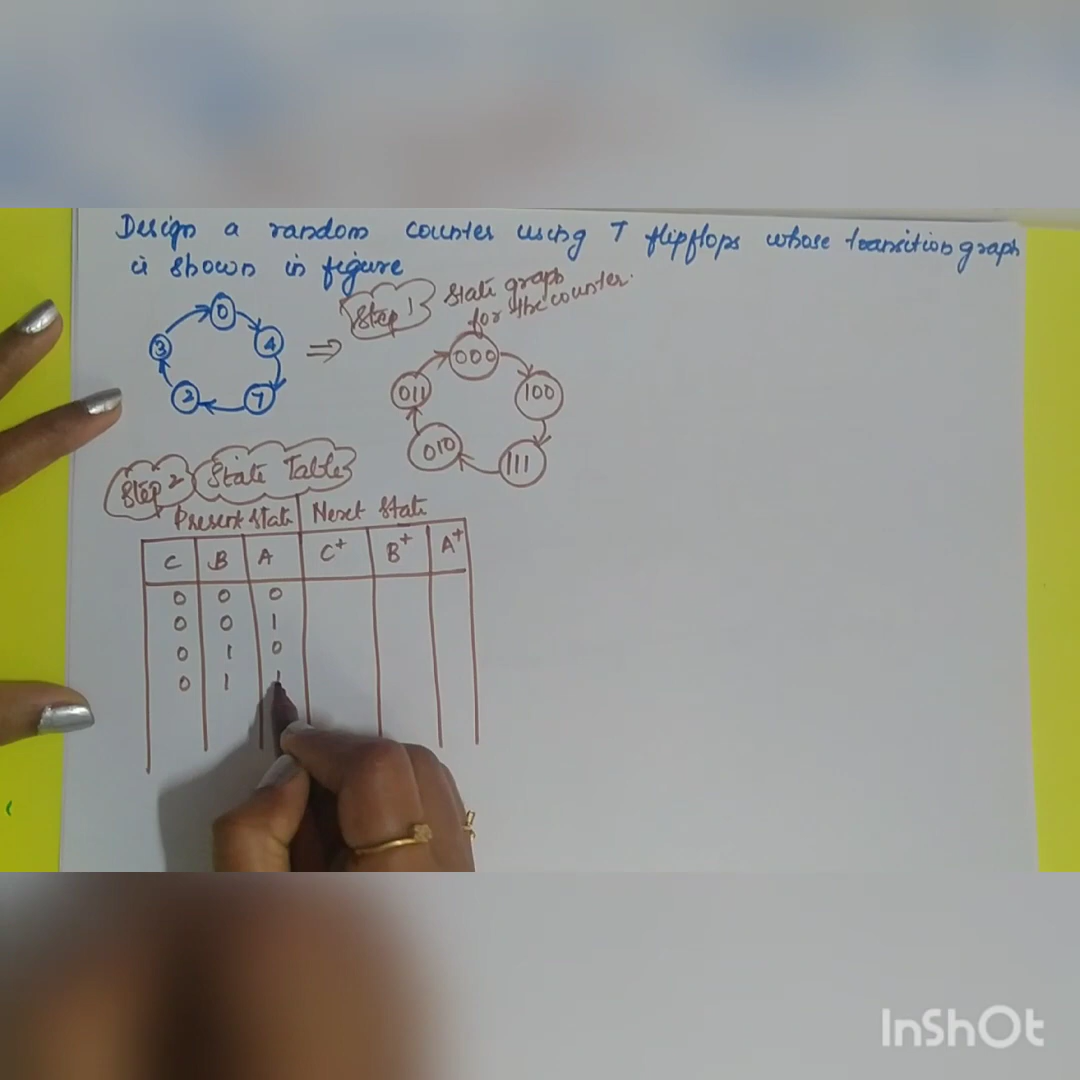 Design a random counter using T flipflops whose transition graph
is shown in figure
Step 1
State graph
for the counter.
0
3
4
2
7
⇒
000
011
100
010
111
Step 2 State Table
Present State Next State
C B A C+ B+ A+
0 0 0
0 0 1
0 1 0
0 1 1
InShOt